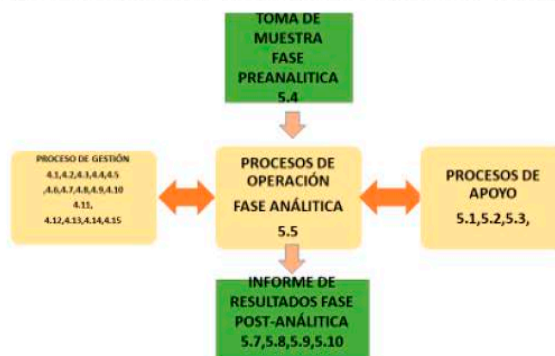 TOMA DE
MUESTRA
FASE
PREANALITICA
5.4
PROCESO DE GESTIÓN
4.1,4.2,4.3,4.4,4.5
,4.6,4.7,4.8,4.9,4.10
4.11,
4.12,4.13,4.14,4.15
PROCESOS DE
OPERACIÓN
FASE ANÁLITICA
5.5
PROCESOS DE
APOYO
5.1,5.2,5.3,
INFORME DE
RESULTADOS FASE
POST-ANÁLITICA
5.7,5.8,5.9,5.10